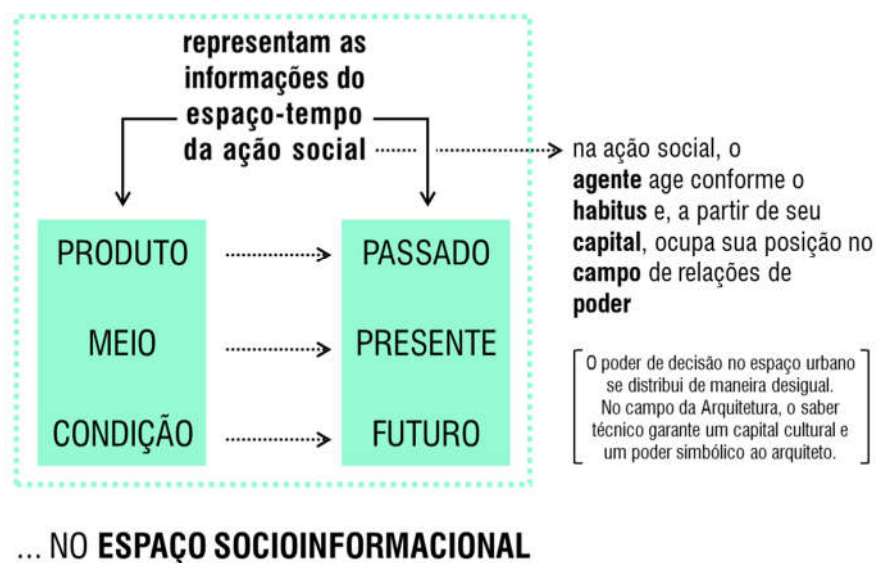 representam as
informações do
espaço-tempo
da ação social
na ação social, o
agente age conforme o
habitus e, a partir de seu
capital, ocupa sua posição no
campo de relações de
poder
PRODUTO
PASSADO
MEIO
PRESENTE
CONDIÇÃO
FUTURO
O poder de decisão no espaço urbano
se distribui de maneira desigual.
No campo da Arquitetura, o saber
técnico garante um capital cultural e
um poder simbólico ao arquiteto.
... NO ESPAÇO SOCIOINFORMACIONAL